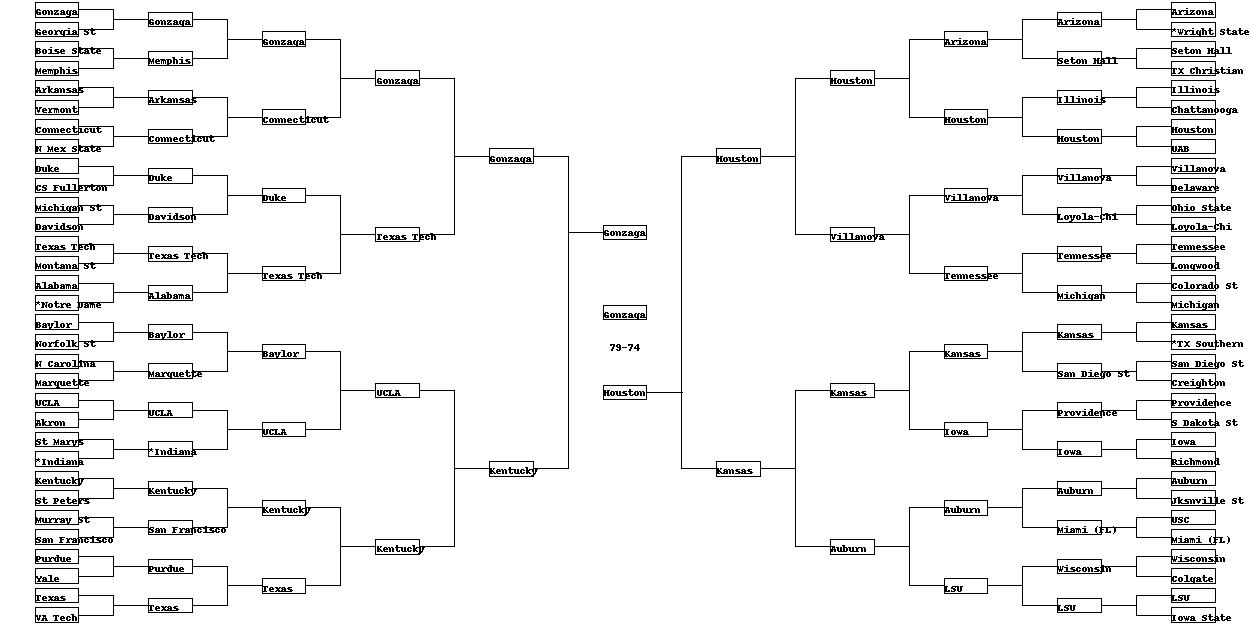 Gonzaga
Georgia St
Boise State
Memphis
Arkansas
Vermont
Connecticut
N Mex State
Duke
CS Fullerton
Michigan St
Davidson
Texas Tech
Montana St
Alabama
*Notre Dame
Baylor
Norfolk St
N Carolina
Marquette
UCLA
Akron
St Marys
*Indiana
Kentucky
St Peters
Murray St
San Francisco
Purdue
Yale
Texas
VA Tech
Gonzaga
Memphis
Arkansas
Connecticut
Duke
Davidson
Texas Tech
Alabama
Baylor
Marquette
UCLA
*Indiana
Kentucky
San Francisco
Purdue
Texas
Gonzaga
Connecticut
Duke
Texas Tech
Baylor
UCLA
Kentucky
Texas
Gonzaga
Texas Tech
UCLA
Kentucky
Gonzaga
Kentucky
Gonzaga
Gonzaga
79-74
Houston
Houston
Kansas
Houston
Villanova
Kansas
Auburn
Arizona
Houston
Villanova
Tennessee
Kansas
Iowa
Auburn
LSU
Arizona
Seton Hall
Illinois
Houston
Villanova
Loyola-Chi
Tennessee
Michigan
Kansas
San Diego St
Providence
Iowa
Auburn
Miami (FL)
Wisconsin
LSU
Arizona
*Wright State
Seton Hall
TX Christian
Illinois
Chattanooga
Houston
UAB
Villanova
Delaware
Ohio State
Loyola-Chi
Tennessee
Longwood
Colorado St
Michigan
Kansas
*TX Southern
San Diego St
Creighton
Providence
S Dakota St
Iowa
Richmond
Auburn
Jksnville St
USC
Miami (FL)
Wisconsin
Colgate
LSU
Iowa State